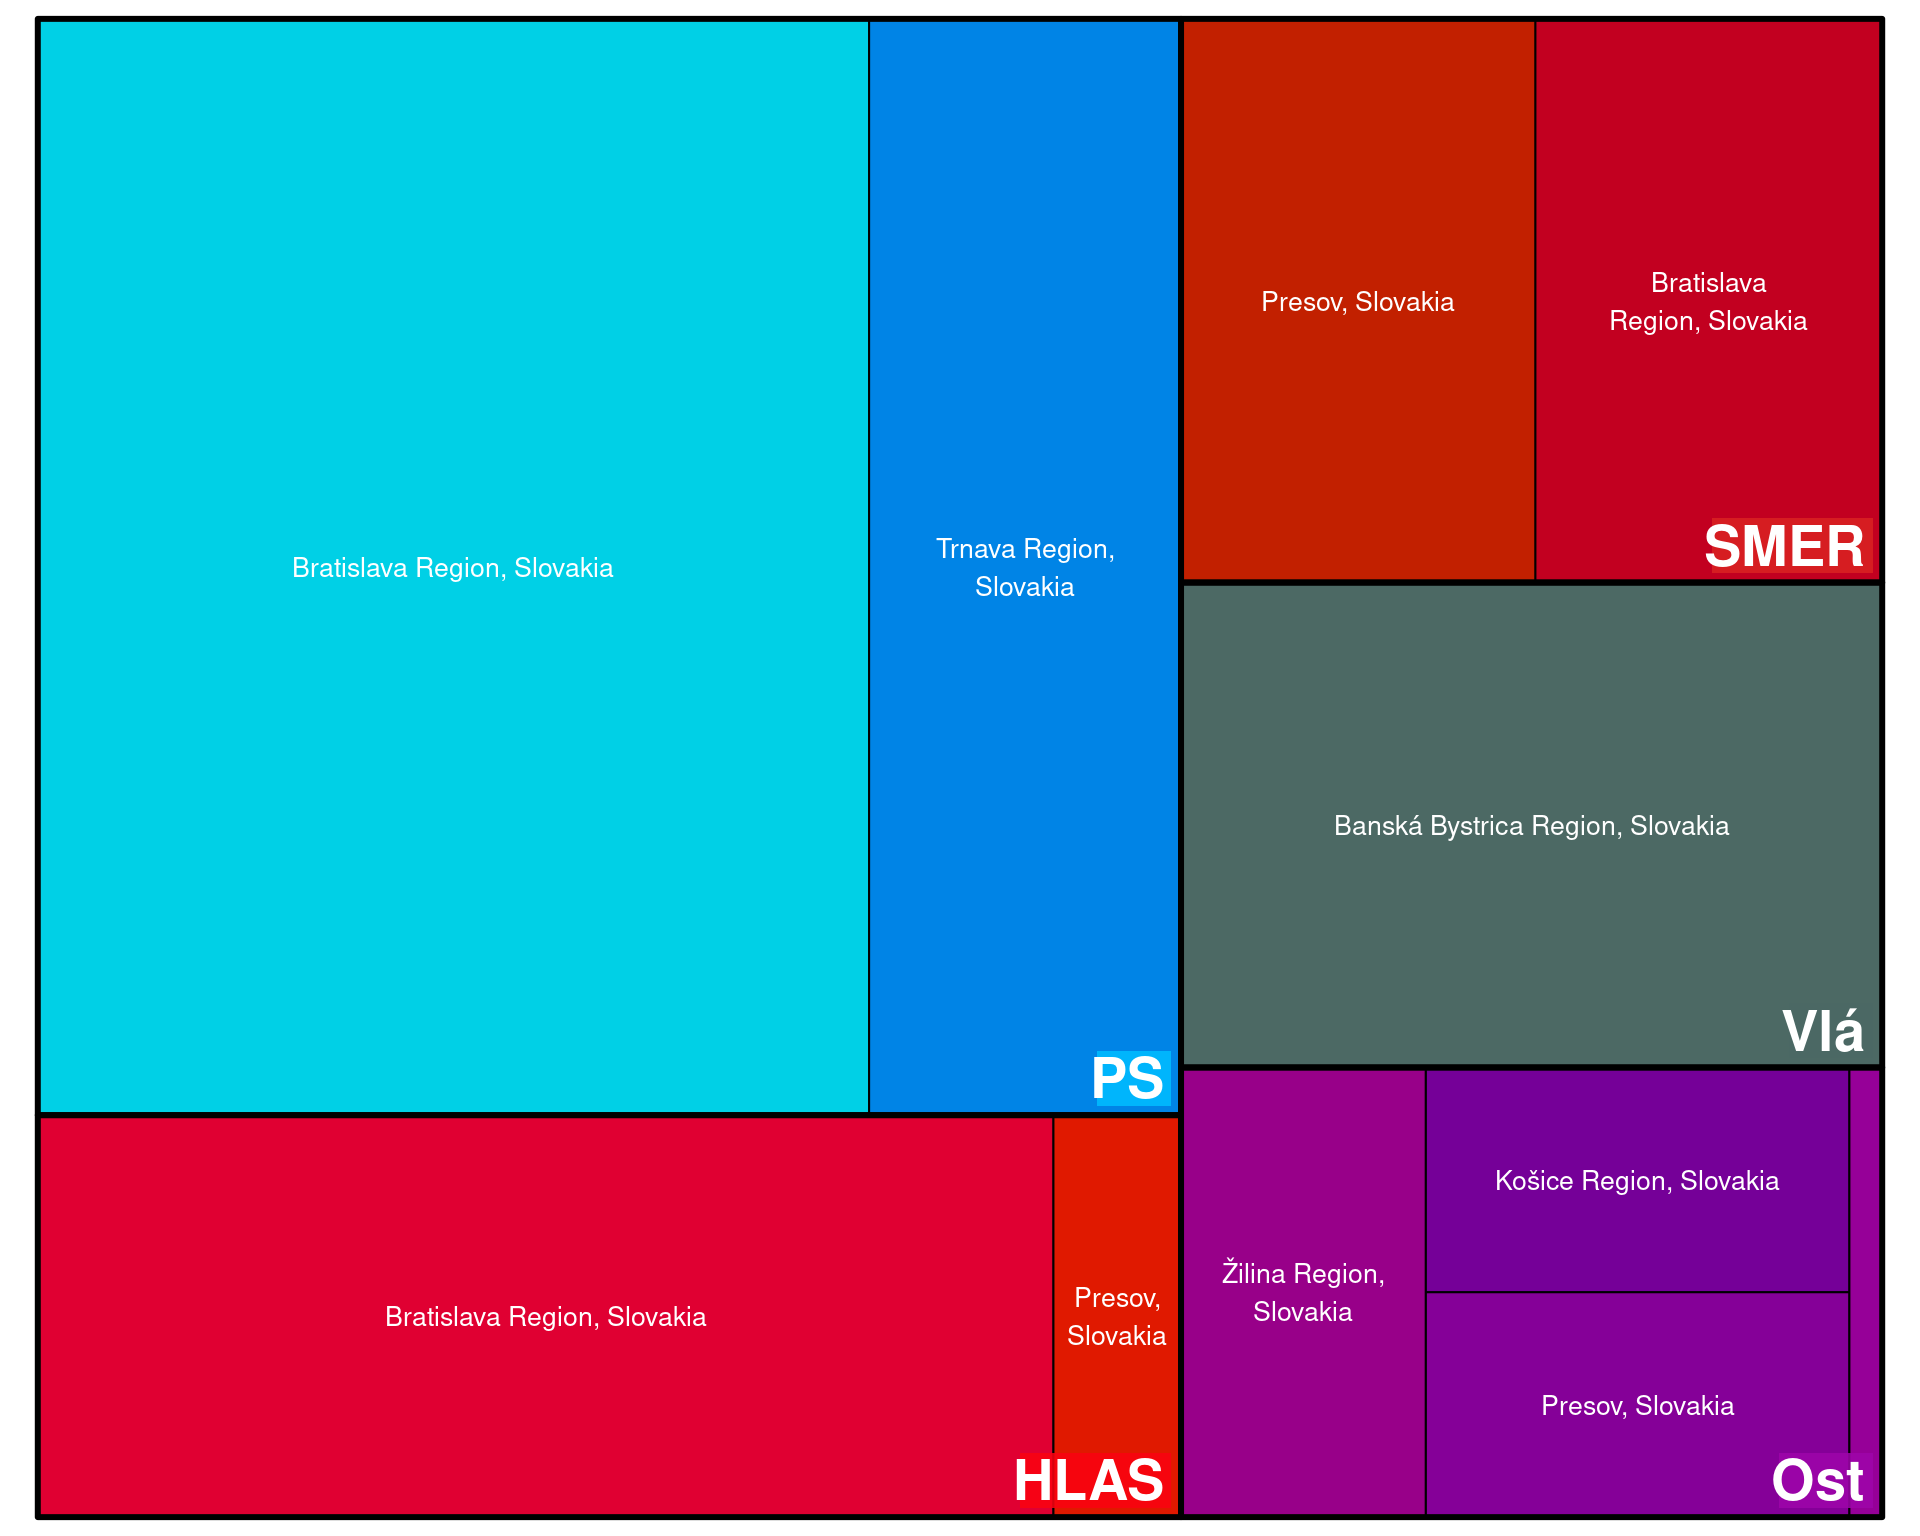 Bratislava Region, Slovakia
Trnava Region,
Slovakia
PS
Presov, Slovakia
Bratislava
Region, Slovakia
SMER
Banská Bystrica Region, Slovakia
Vlá
Bratislava Region, Slovakia
Presov,
Slovakia
HLAS
Žilina Region,
Slovakia
Košice Region, Slovakia
Presov, Slovakia
Ost